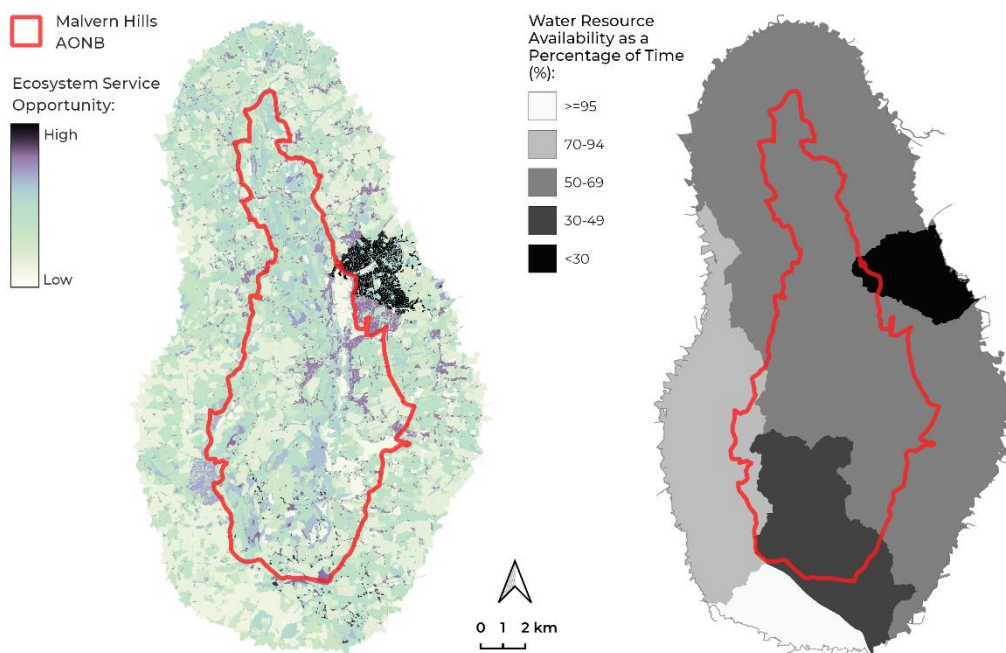 Malvern Hills
AONB
Ecosystem Service
Opportunity:
High
Low
Water Resource
Availability as a
Percentage of Time
(%):
>=95
70-94
50-69
30-49
<30
0 1 2 km